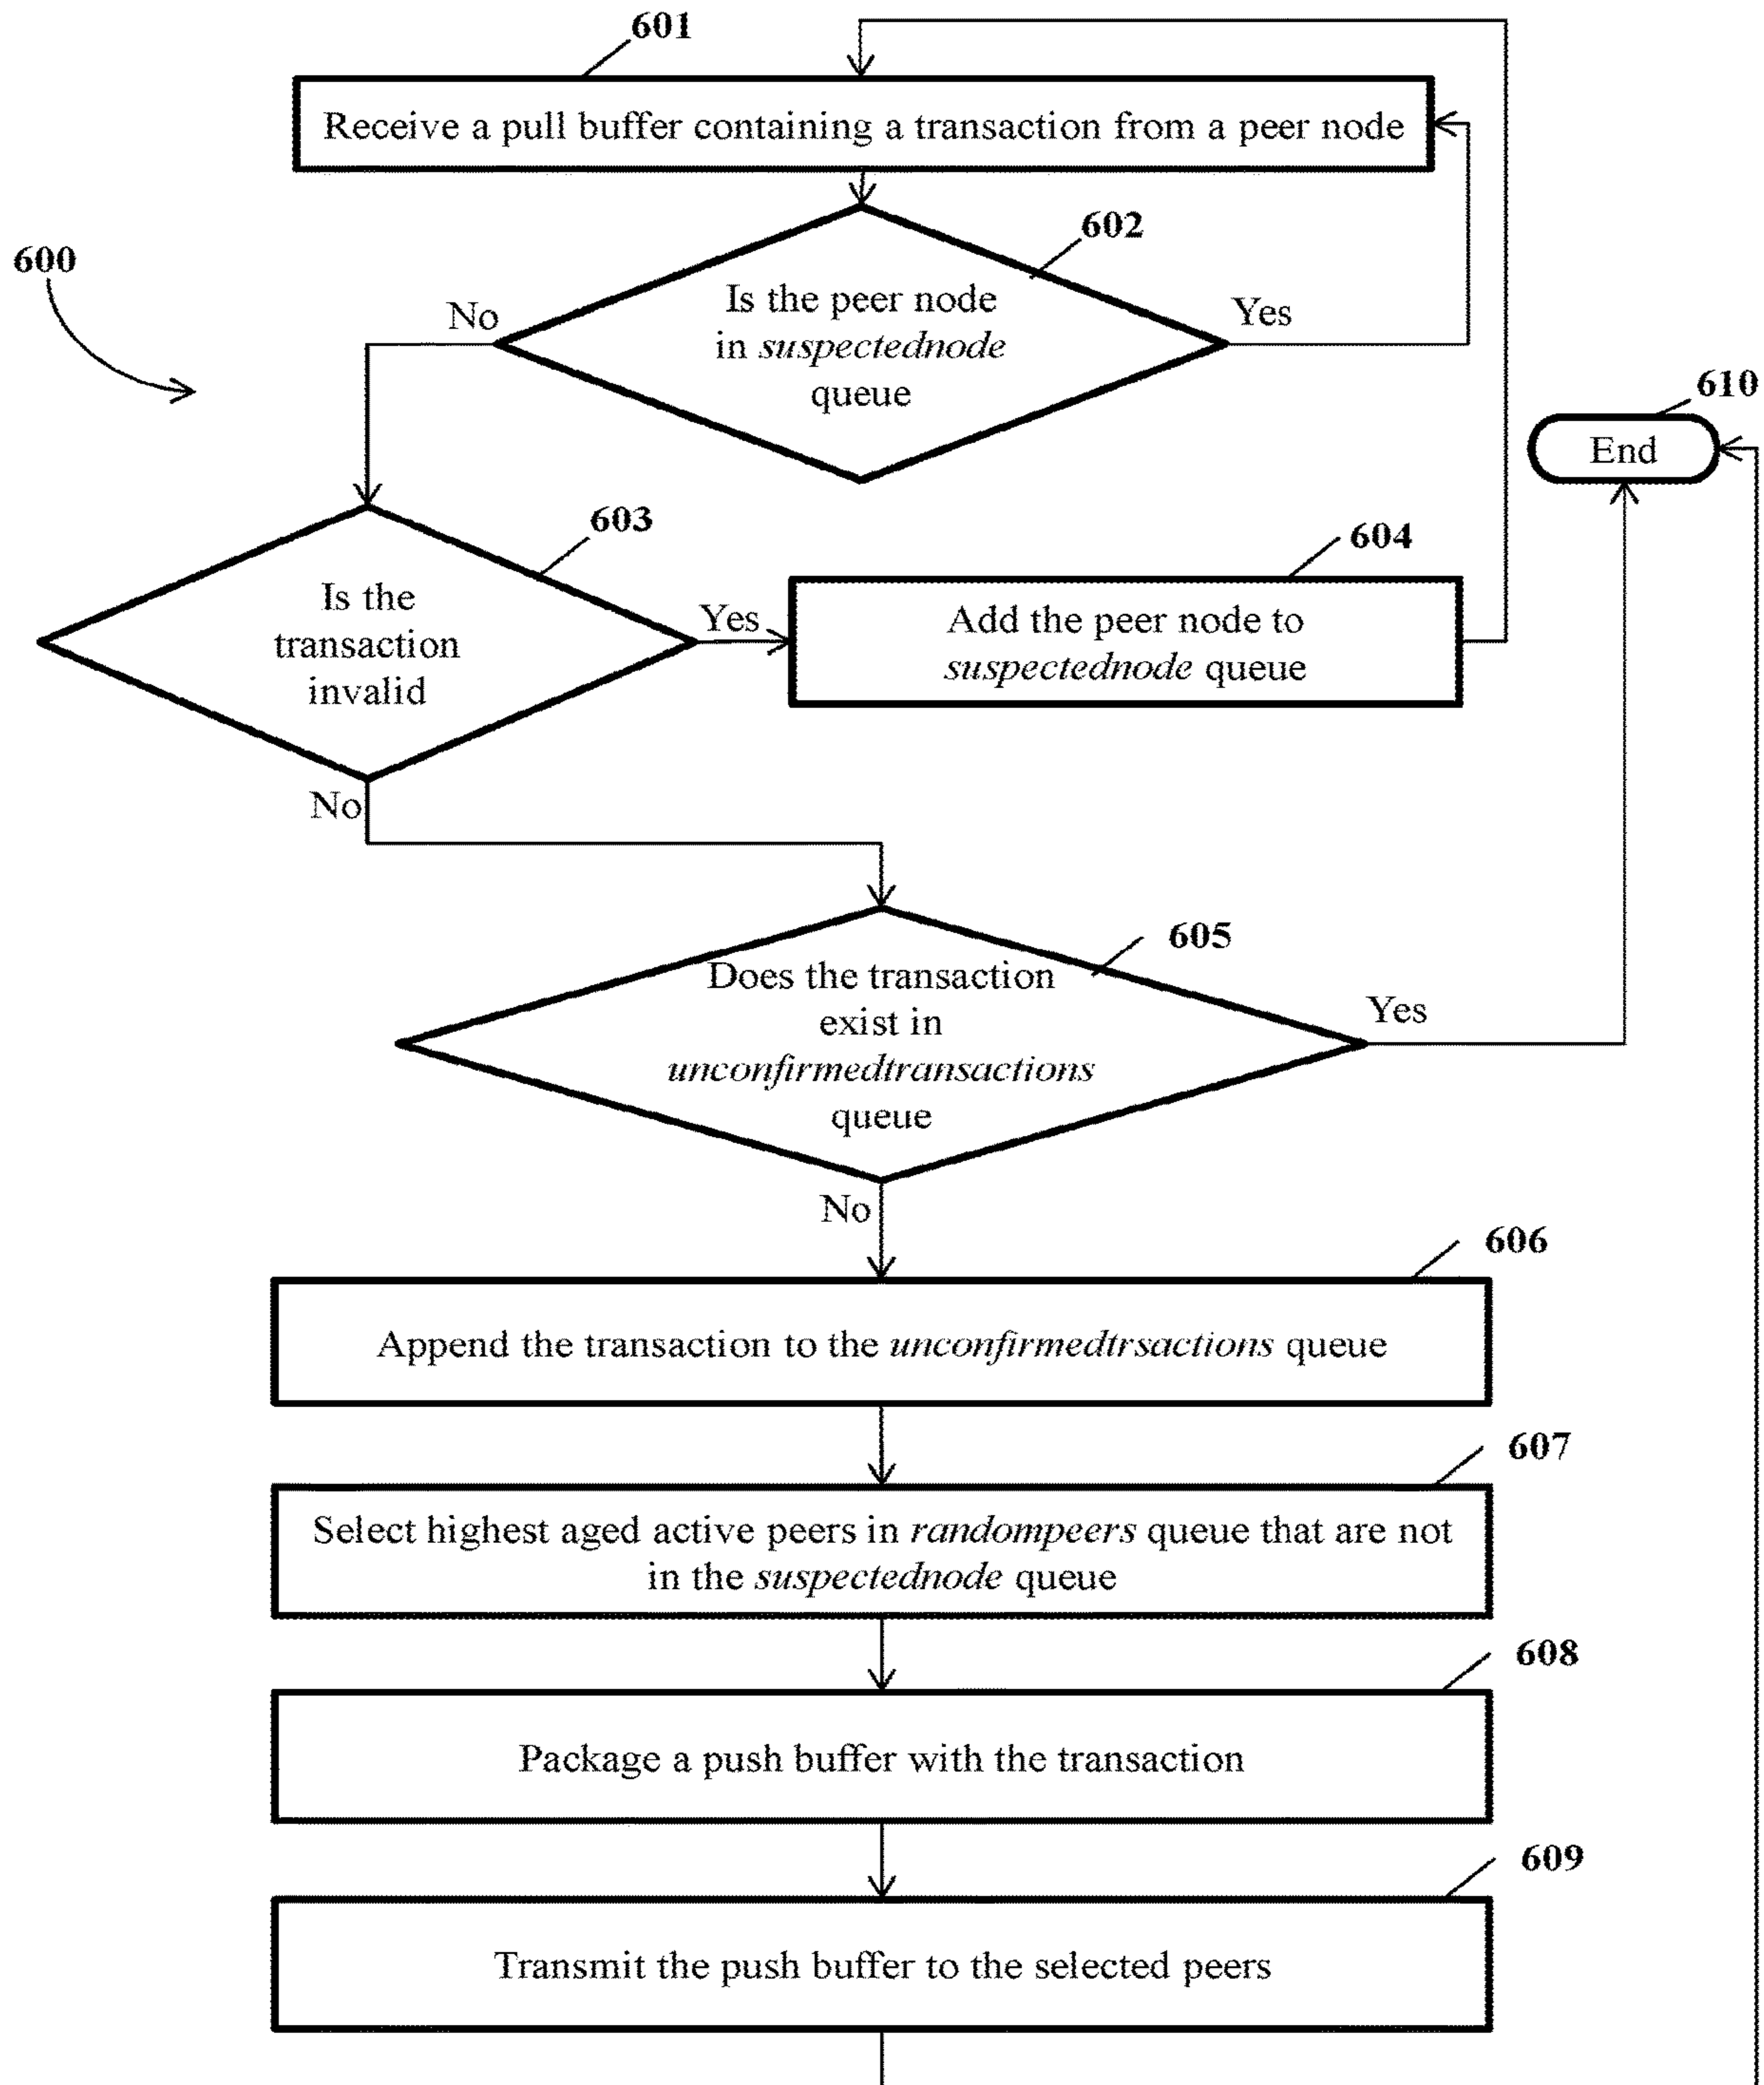 601
Receive a pull buffer containing a transaction from a peer node
602
600
Is the peer node
in suspectednode
queue
No
Yes
610
End
603
604
Is the
transaction
invalid
Yes
Add the peer node to
suspectednode queue
No
605
Does the transaction
exist in
unconfirmedtransactions
queue
Yes
No
606
Append the transaction to the unconfirmedtrsactions queue
607
Select highest aged active peers in randompeers queue that are not
in the suspectednode queue
608
Package a push buffer with the transaction
609
Transmit the push buffer to the selected peers